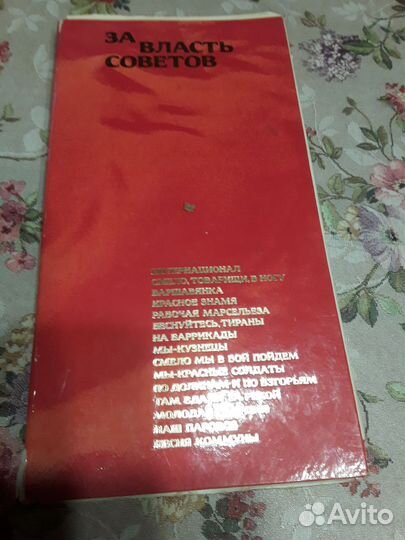 ЗА
ВЛАСТЬ
СОВЕТОВ
ИНТЕРНАЦИОНАЛ
СМЕЛО, ТОВАРИЩИ, В НОГУ
ВАРШАВЯНКА
КРАСНОЕ ЗНАМЯ
РАБОЧАЯ МАРСЕЛЬЕЗА
БЕСНУЙТЕСЬ, ТИРАНЫ
НА БАРРИКАДЫ
МЫ-КУЗНЕЦЫ
СМЕЛО МЫ В БОЙ ПОЙДЕМ
МЫ-КРАСНЫЕ СОЛДАТЫ
ПО ДОЛИНАМ И ПО ВЗГОРЬЯМ
ТАМ ВДАЛИ ЗА РЕКОЙ
МОЛОДАЯ
НАШ ПАРОВОЗ
ПЕСНЯ КОММУНЫ
Avito